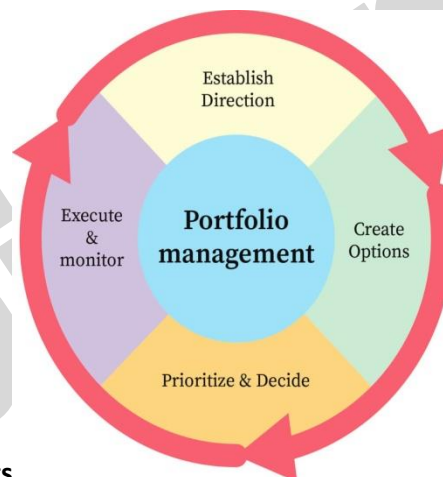 Establish
Direction
Execute
&
monitor
Portfolio
management
Create
Options
Prioritize & Decide